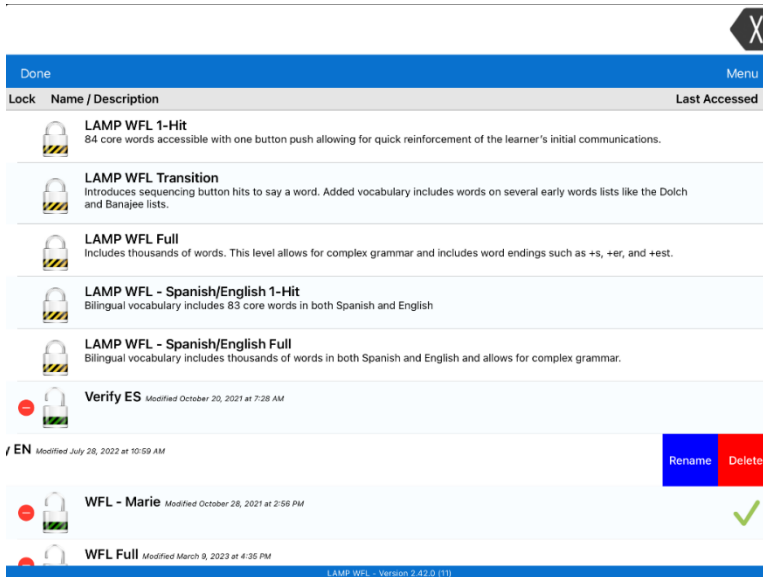 Done Menu
Lock Name / Description Last Accessed
LAMP WFL 1-Hit
84 core words accessible with one button push allowing for quick reinforcement of the learner's initial communications.
LAMP WFL Transition
Introduces sequencing button hits to say a word. Added vocabulary includes words on several early words lists like the Dolch
and Banajee lists.
LAMP WFL Full
Includes thousands of words. This level allows for complex grammar and includes word endings such as +s, +er, and +est.
LAMP WFL - Spanish/English 1-Hit
Bilingual vocabulary includes 83 core words in both Spanish and English
LAMP WFL - Spanish/English Full
Bilingual vocabulary includes thousands of words in both Spanish and English and allows for complex grammar.
Verify ES Modified October 20, 2021 at 7:28 AM
y EN Modified July 28, 2022 at 10:59 AM
Rename Delete
WFL - Marie Modified October 28, 2021 at 2:56 PM
WFL Full Modified March 9, 2023 at 4:35 PM
LAMP WFL - Version 2.42.0 (11)